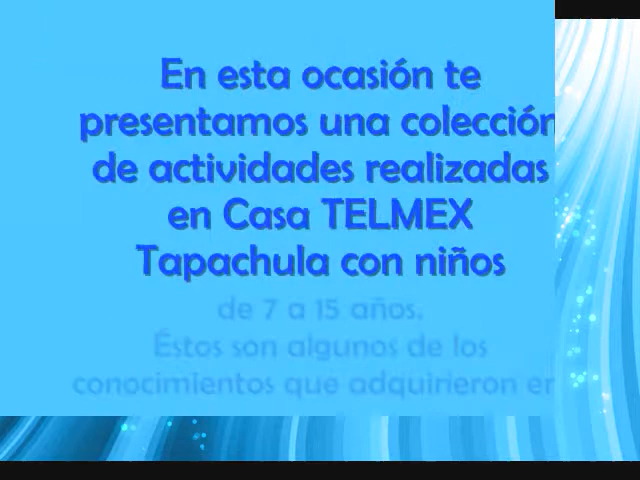 En esta ocasión te
presentamos una colección
de actividades realizadas
en Casa TELMEX
Tapachula con niños
de 7 a 15 años.
Éstos son algunos de los
conocimientos que adquirieron en